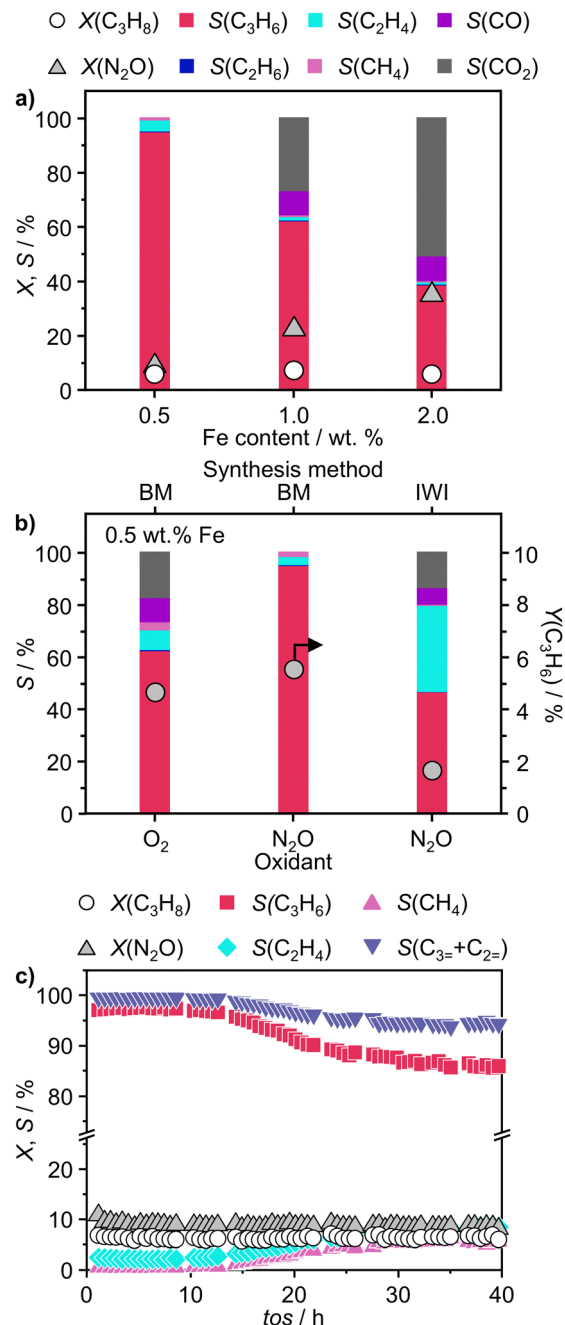 X(C₃H₈) S(C₃H₆) S(C₂H₄) S(CO)
X(N₂O) S(C₂H₆) S(CH₄) S(CO₂)
a)
100
80
60
40
20
0
X, S / %
0.5 1.0 2.0
Fe content / wt. %
Synthesis method
BM BM IWI
b)
0.5 wt.% Fe
100 10
80 8
60 6
40 4
20 2
0 0
S / %
Y(C₃H₆) / %
O₂ N₂O N₂O
Oxidant
X(C₃H₈) S(C₃H₆) S(CH₄)
X(N₂O) S(C₂H₄) S(C₃₌+C₂₌)
c)
100
90
80
20
10
0
X, S / %
0 10 20 30 40
tos / h